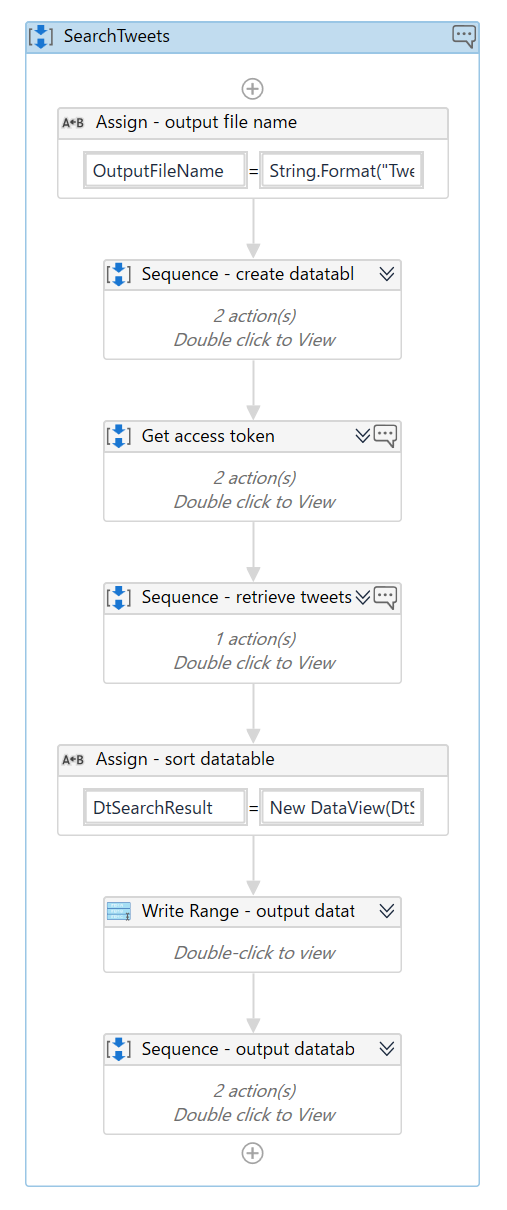 SearchTweets
A B Assign - output file name
OutputFileName = String.Format("Twe
Sequence - create datatabl
2 action(s)
Double click to View
Get access token
2 action(s)
Double click to View
Sequence - retrieve tweets
1 action(s)
Double click to View
A B Assign - sort datatable
DtSearchResult = New DataView(DtS
Write Range - output datat
Double-click to view
Sequence - output datatab
2 action(s)
Double click to View